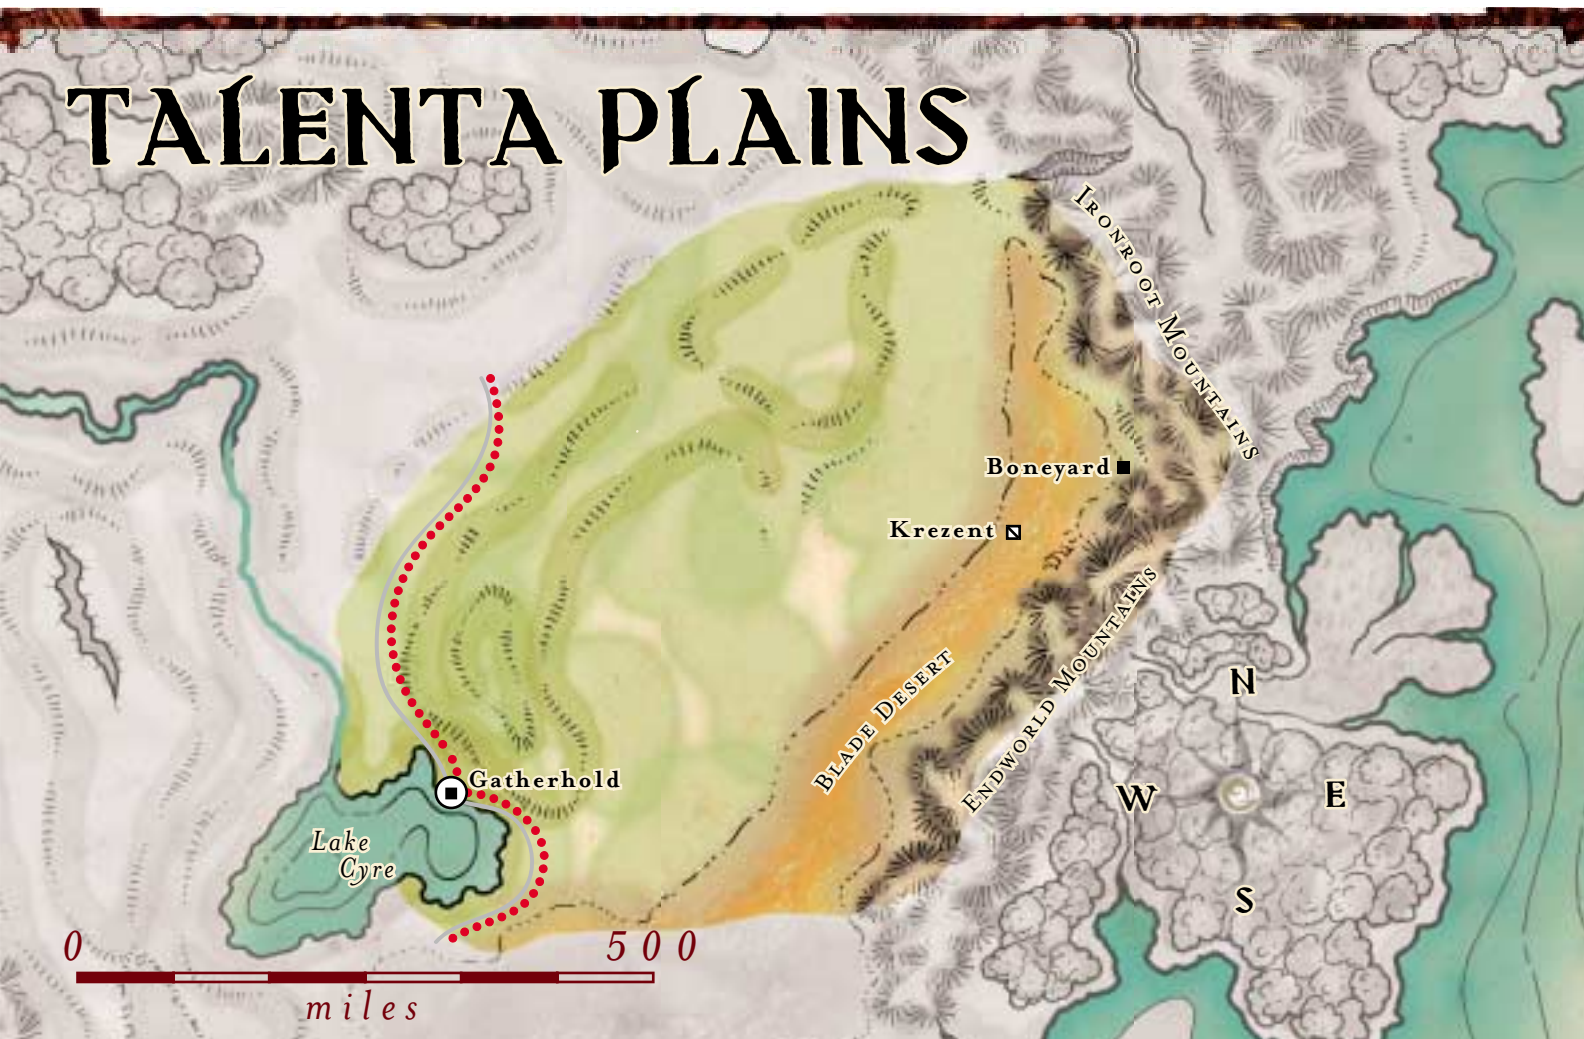 TALENTA PLAINS
IRONROOT MOUNTAINS
Boneyard
Krezent
BLADE DESERT
ENDWORLD MOUNTAINS
Gatherhold
Lake
Cyre
N
W
E
S
0
500
miles